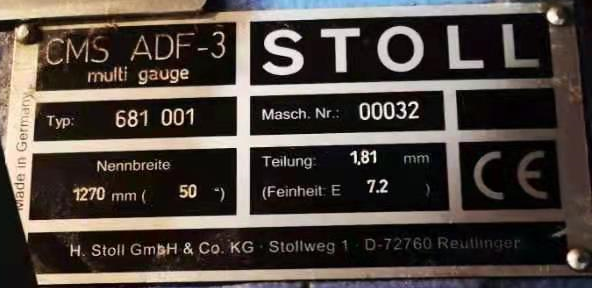 CMS ADF-3
multi gauge
STOLL
Typ: 681 001
Masch. Nr.: 00032
Made in Germany
Nennbreite
1270 mm ( 50 ")
Teilung: 1,81 mm
(Feinheit: E 7.2 )
CE
H. Stoll GmbH & Co. KG · Stollweg 1 · D-72760 Reutlingen